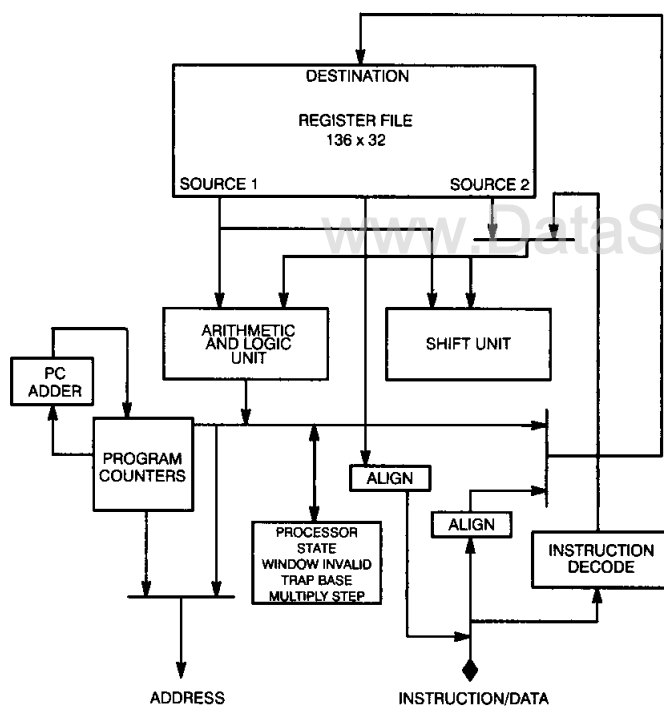 DESTINATION
REGISTER FILE
136 x 32
SOURCE 1
SOURCE 2
www.DataS
ARITHMETIC
AND LOGIC
UNIT
SHIFT UNIT
PC
ADDER
PROGRAM
COUNTERS
ALIGN
ALIGN
PROCESSOR
STATE
WINDOW INVALID
TRAP BASE
MULTIPLY STEP
INSTRUCTION
DECODE
ADDRESS
INSTRUCTION/DATA